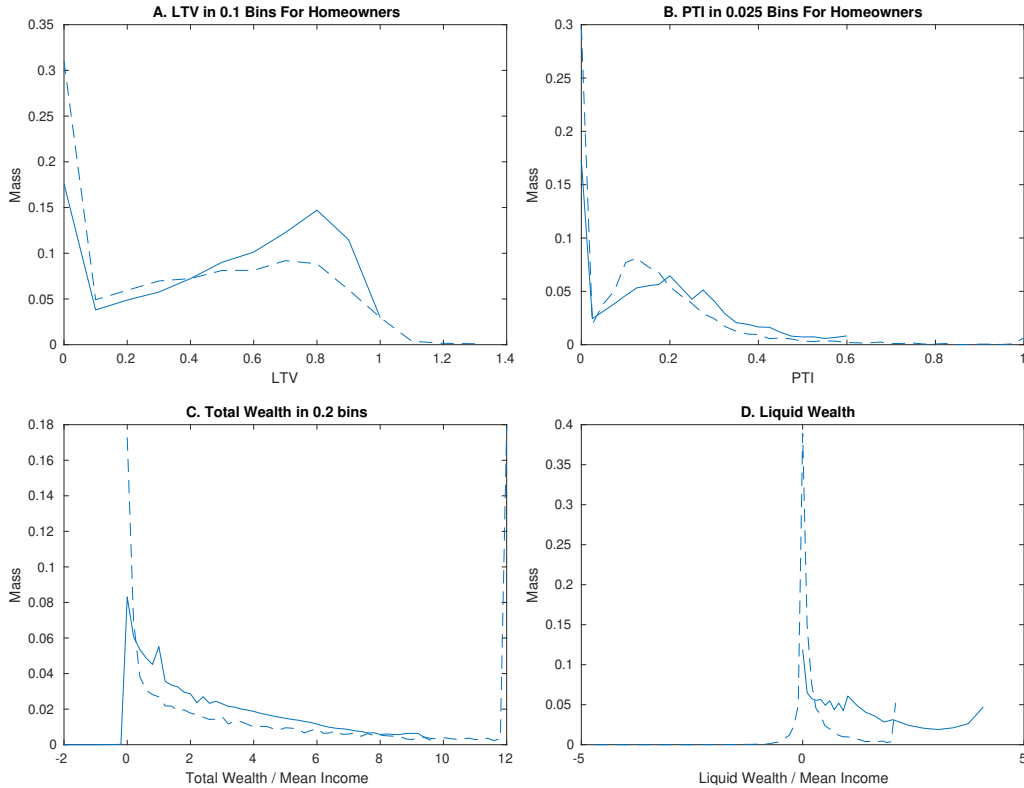 A. LTV in 0.1 Bins For Homeowners
0.35
0.3
0.25
0.2
0.15
0.1
0.05
0
Mass
0 0.2 0.4 0.6 0.8 1 1.2 1.4
LTV
B. PTI in 0.025 Bins For Homeowners
0.3
0.25
0.2
0.15
0.1
0.05
0
Mass
0 0.2 0.4 0.6 0.8 1
PTI
C. Total Wealth in 0.2 bins
0.18
0.16
0.14
0.12
0.1
0.08
0.06
0.04
0.02
0
Mass
-2 0 2 4 6 8 10 12
Total Wealth / Mean Income
D. Liquid Wealth
0.4
0.35
0.3
0.25
0.2
0.15
0.1
0.05
0
Mass
-5 0 5
Liquid Wealth / Mean Income